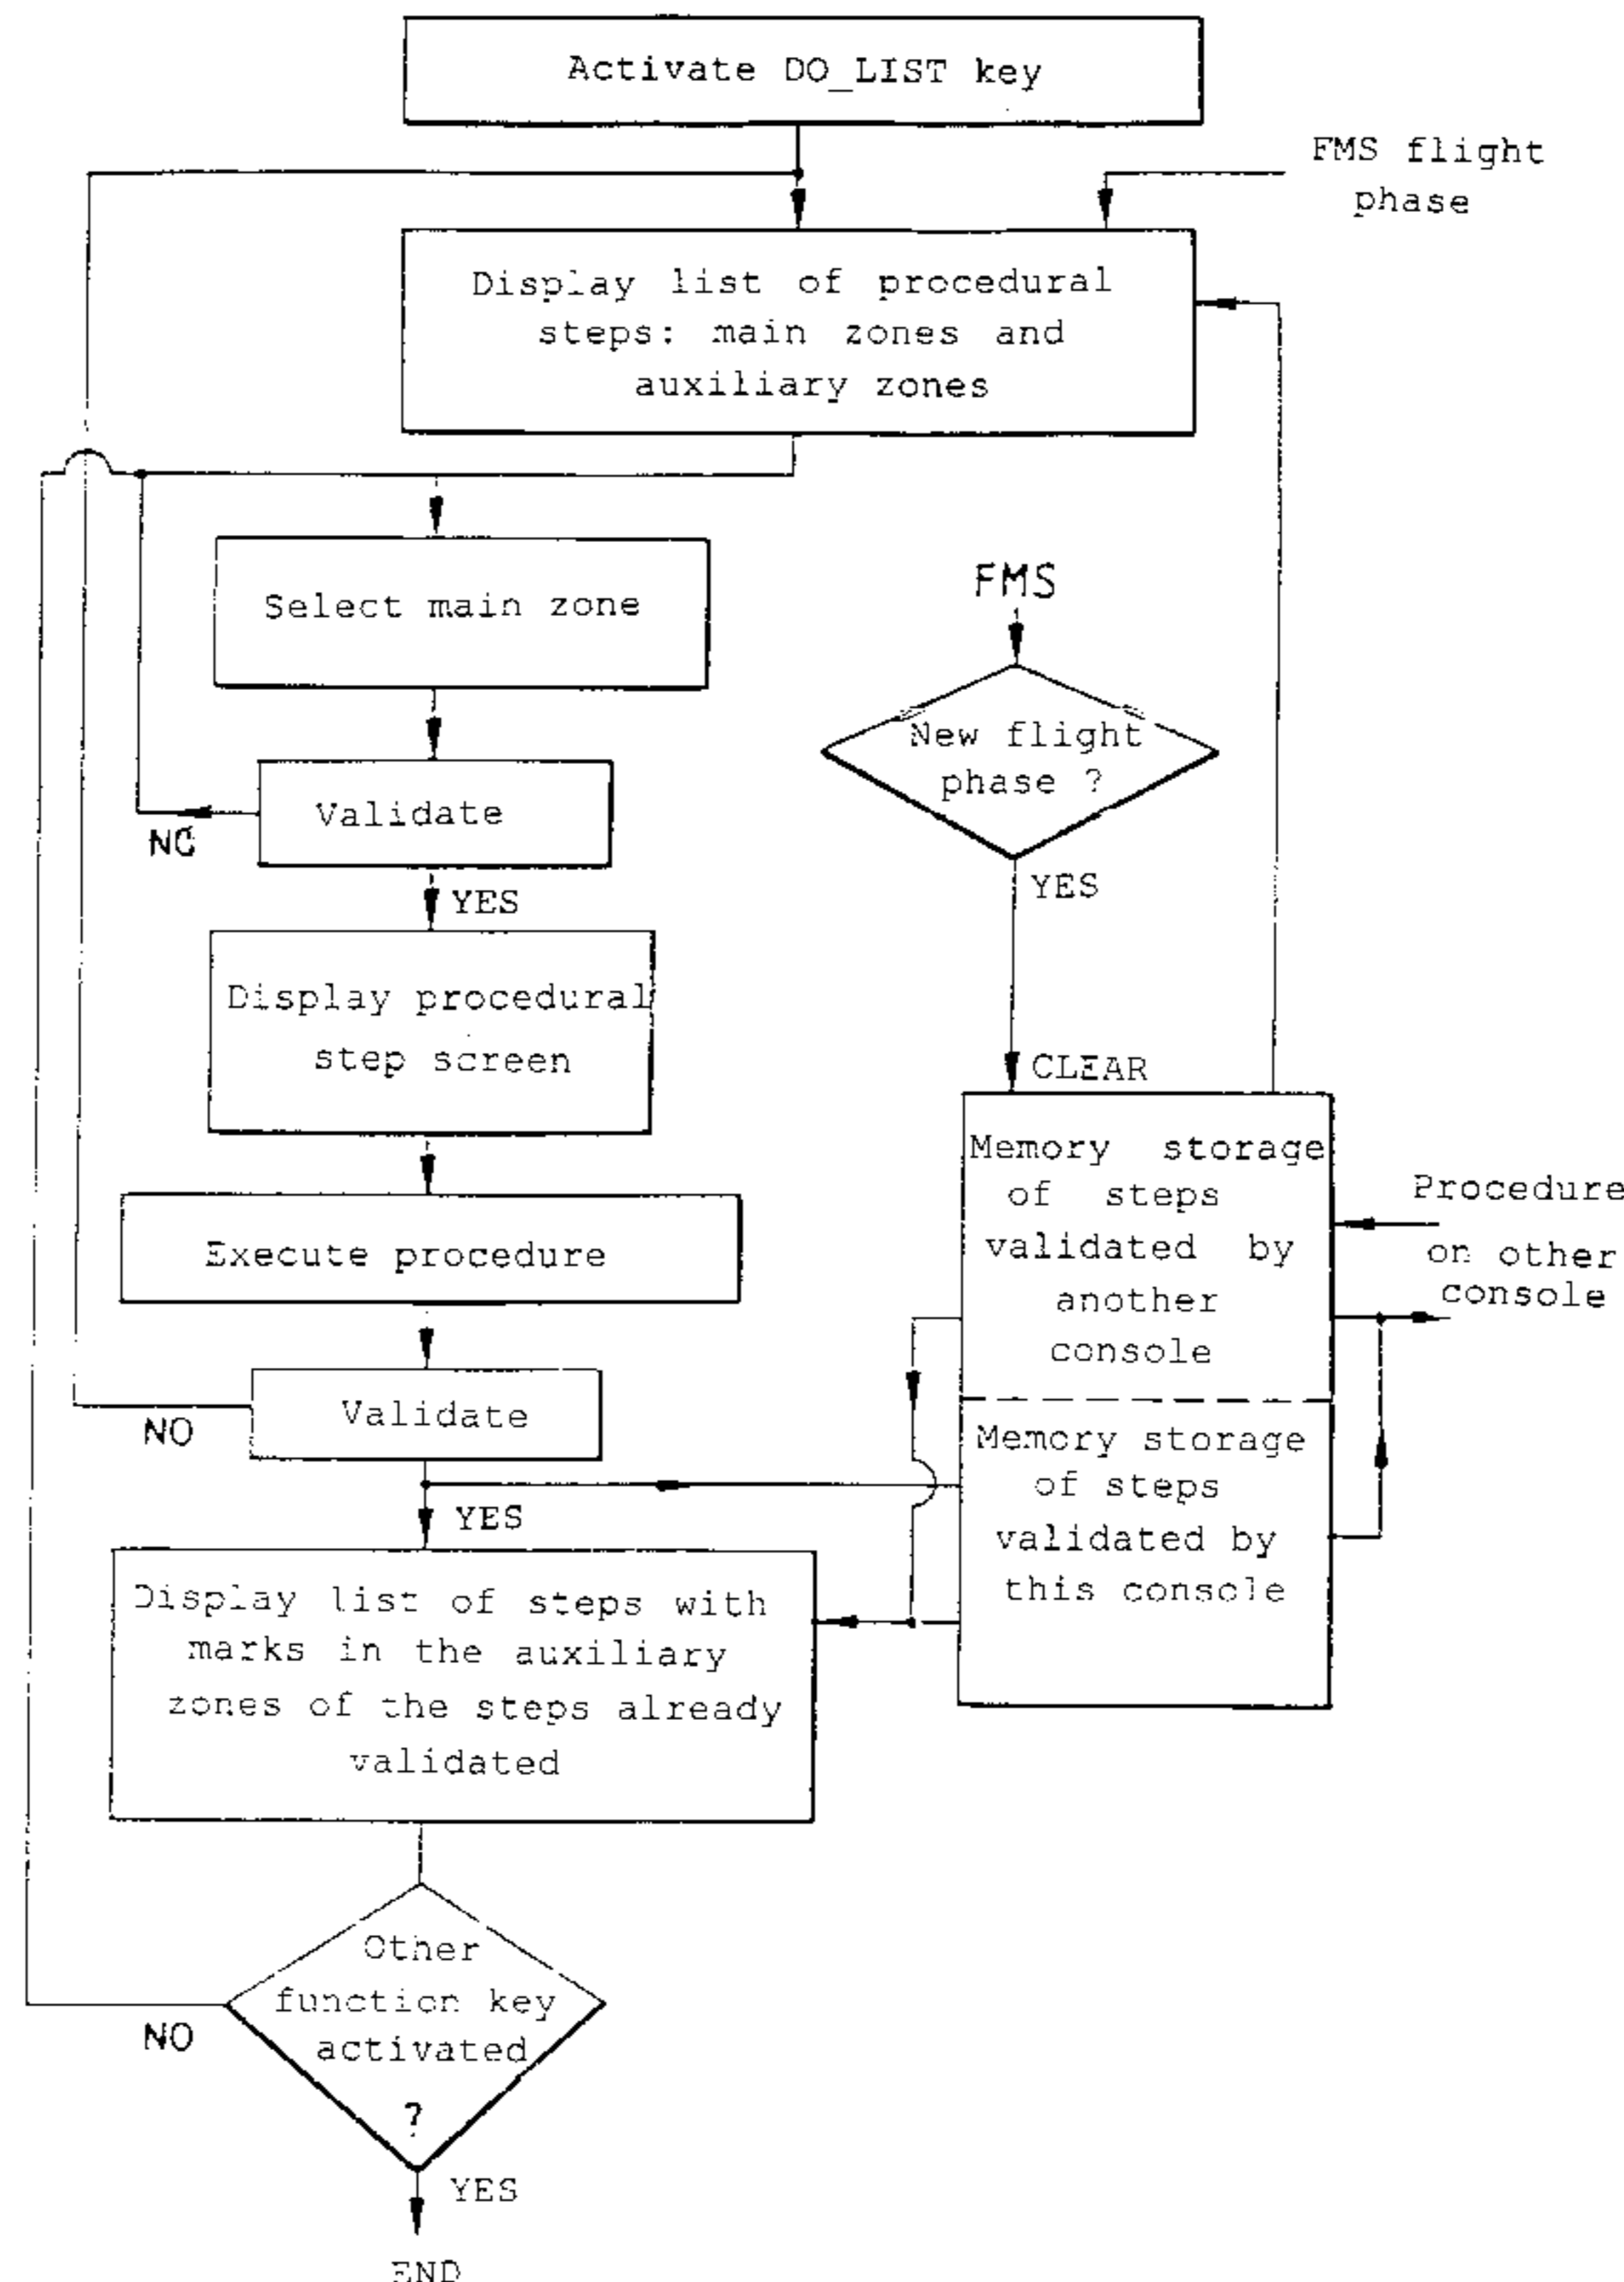 Activate DO_LIST key
FMS flight
phase
Display list of procedural
steps: main zones and
auxiliary zones
Select main zone
FMS
New flight
phase ?
Validate
NO
YES
YES
Display procedural
step screen
CLEAR
Memory storage
of steps
validated by
another
console
Procedure
on other
console
Execute procedure
Validate
NO
Memory storage
of steps
validated by
this console
YES
Display list of steps with
marks in the auxiliary
zones of the steps already
validated
Other
function key
activated
?
NO
YES
END